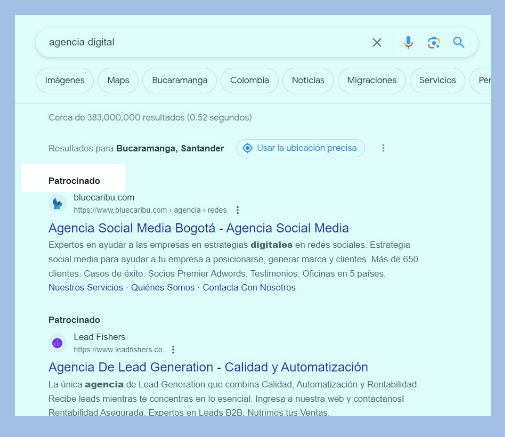 agencia digital
Imágenes Maps Bucaramanga Colombia Noticias Migraciones Servicios Per
Cerca de 383,000,000 resultados (0.52 segundos)
Resultados para Bucaramanga, Santander Usar la ubicación precisa
Patrocinado
bluecaribu.com
https://www.bluecaribu.com › agencia › redes
Agencia Social Media Bogotá - Agencia Social Media
Expertos en ayudar a las empresas en estrategias digitales en redes sociales. Estrategia
social media para ayudar a tu empresa a posicionarse, generar marca y clientes. Más de 650
clientes. Casos de éxito. Socios Premier Adwords. Testimonios. Oficinas en 5 países.
Nuestros Servicios · Quiénes Somos · Contacta Con Nosotros
Patrocinado
Lead Fishers
https://www.leadfishers.co
Agencia De Lead Generation - Calidad y Automatización
La única agencia de Lead Generation que combina Calidad, Automatización y Rentabilidad.
Recibe leads mientras te concentras en lo esencial. Ingresa a nuestra web y contactanos!
Rentabilidad Asegurada. Expertos en Leads B2B. Nutrimos tus Ventas.